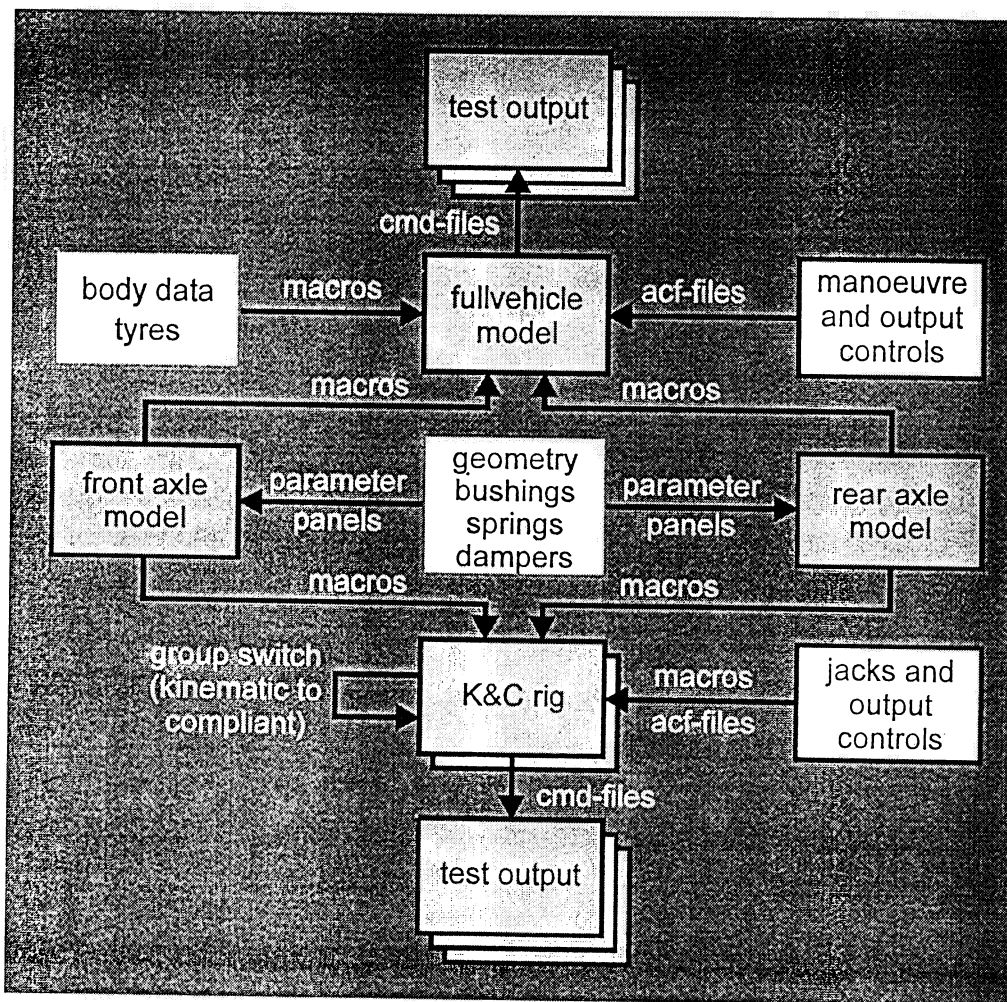 test output
cmd-files
body data
tyres
macros
fullvehicle
model
acf-files
manoeuvre
and output
controls
macros
macros
front axle
model
parameter
panels
geometry
bushings
springs
dampers
parameter
panels
rear axle
model
macros
macros
group switch
(kinematic to
compliant)
K&C rig
macros
acf-files
jacks and
output
controls
cmd-files
test output